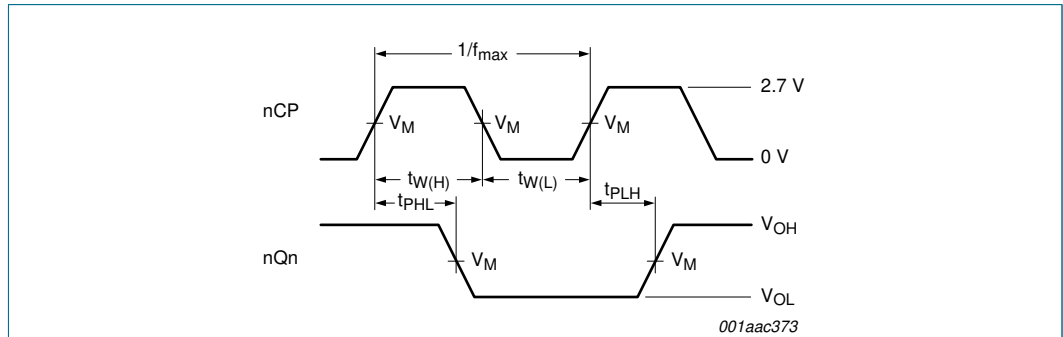 1/fmax
2.7 V
nCP
VM VM VM
0 V
tW(H) tW(L) tPLH
tPHL
VOH
nQn
VM VM
VOL
001aac373